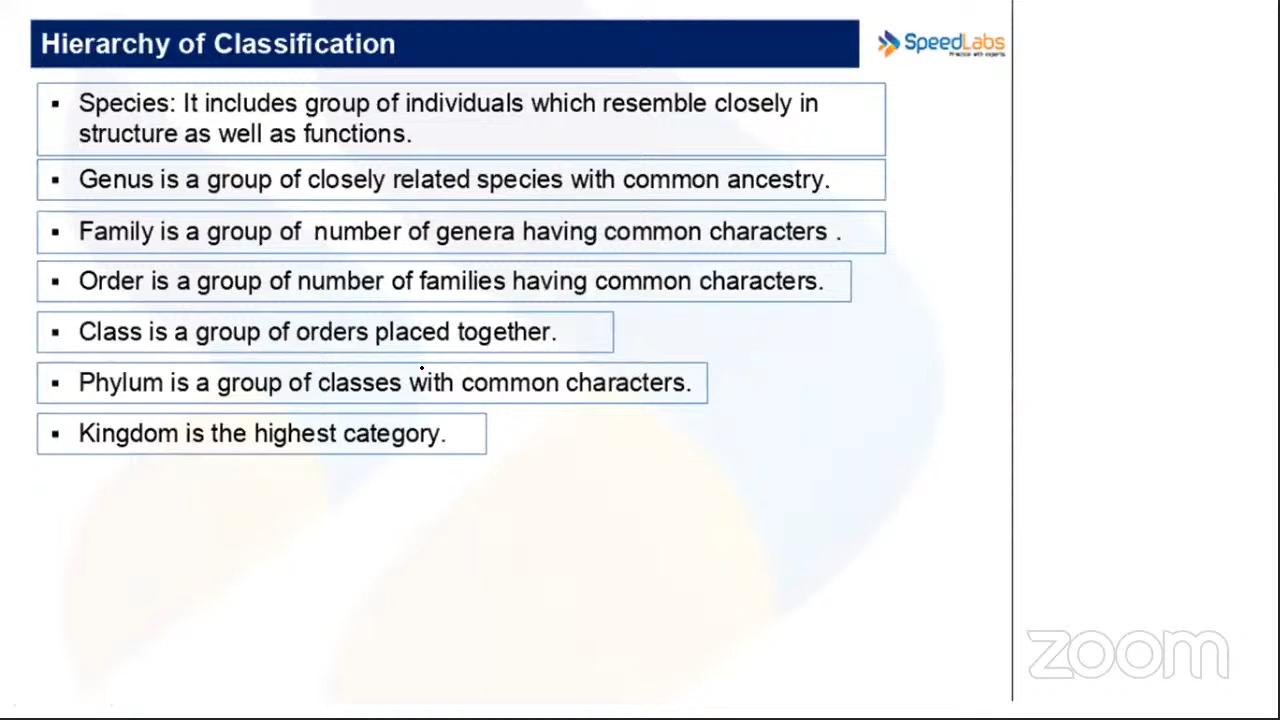 Hierarchy of Classification
SpeedLabs
Practice with experts
▪ Species: It includes group of individuals which resemble closely in
structure as well as functions.
▪ Genus is a group of closely related species with common ancestry.
▪ Family is a group of  number of genera having common characters .
▪ Order is a group of number of families having common characters.
▪ Class is a group of orders placed together.
▪ Phylum is a group of classes with common characters.
▪ Kingdom is the highest category.
zoom